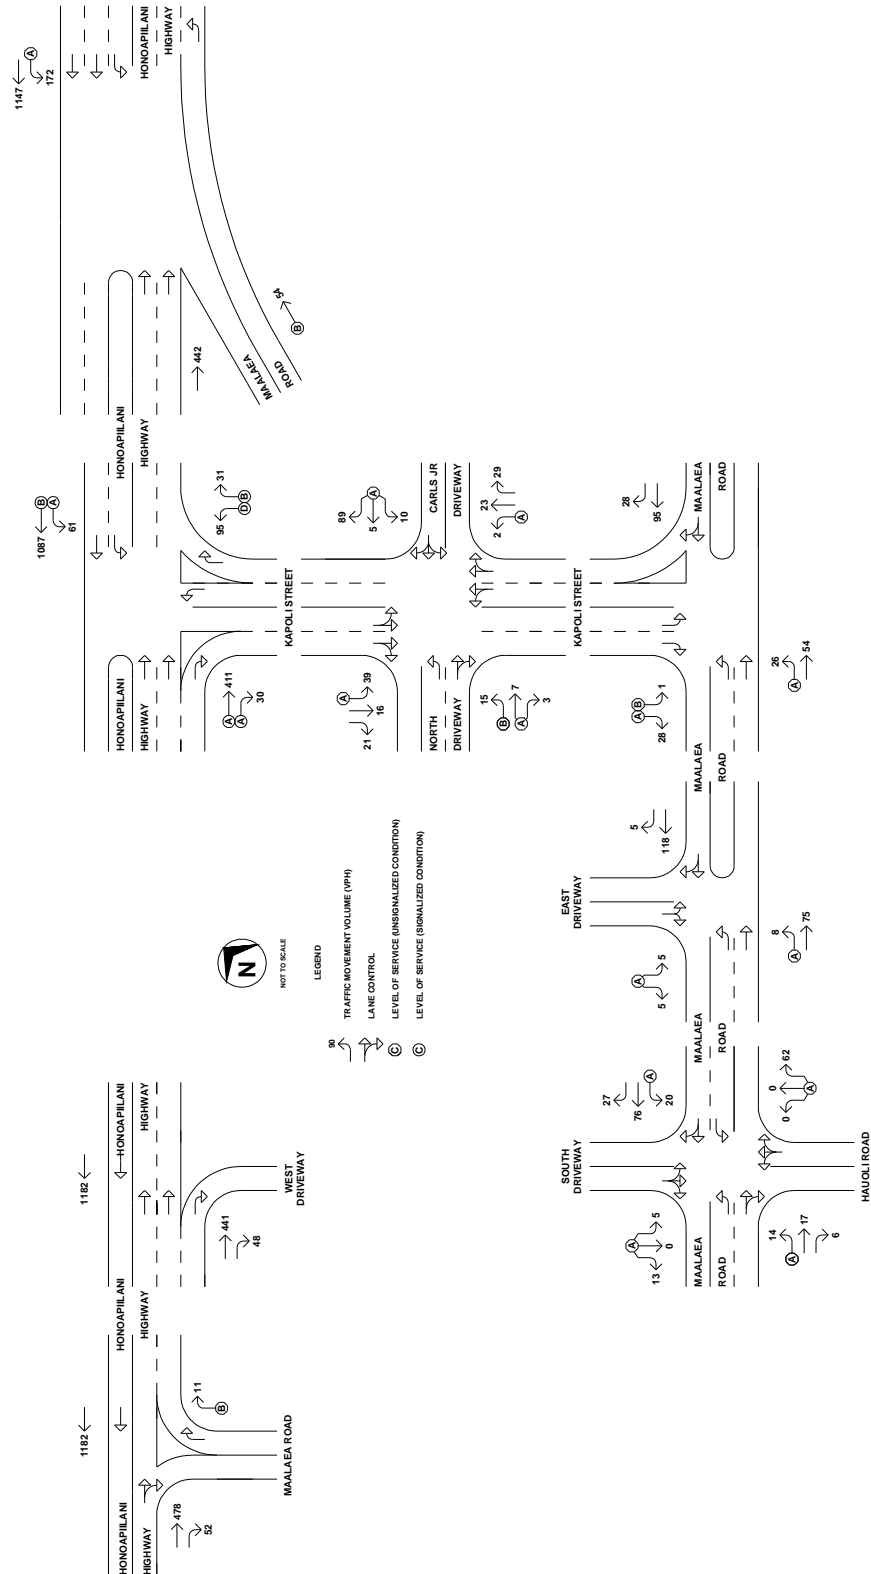 1147
A
172
HONOAPIILANI
HIGHWAY
54
B
MAALAEA
ROAD
442
HONOAPIILANI
HIGHWAY
1087
B
A
61
95
31
D
B
89
5
10
A
CARLS JR
DRIVEWAY
2
23
29
A
28
95
MAALAEA
ROAD
KAPOLI STREET
KAPOLI STREET
HONOAPIILANI
HIGHWAY
411
30
A
A
A
39
16
21
NORTH
DRIVEWAY
15
7
3
B
A
A
B
1
28
MAALAEA
ROAD
26
54
A
5
118
EAST
DRIVEWAY
A
5
5
8
75
A
MAALAEA
ROAD
N
NOT TO SCALE
LEGEND
90
TRAFFIC MOVEMENT VOLUME (VPH)
LANE CONTROL
C
LEVEL OF SERVICE (UNSIGNALIZED CONDITION)
C
LEVEL OF SERVICE (SIGNALIZED CONDITION)
27
76
20
A
0
0
62
A
SOUTH
DRIVEWAY
HAUOLI ROAD
A
5
0
13
MAALAEA
ROAD
14
17
6
A
HONOAPIILANI
HIGHWAY
1182
WEST
DRIVEWAY
441
48
HONOAPIILANI
HIGHWAY
1182
11
B
MAALAEA ROAD
HONOAPIILANI
HIGHWAY
478
52